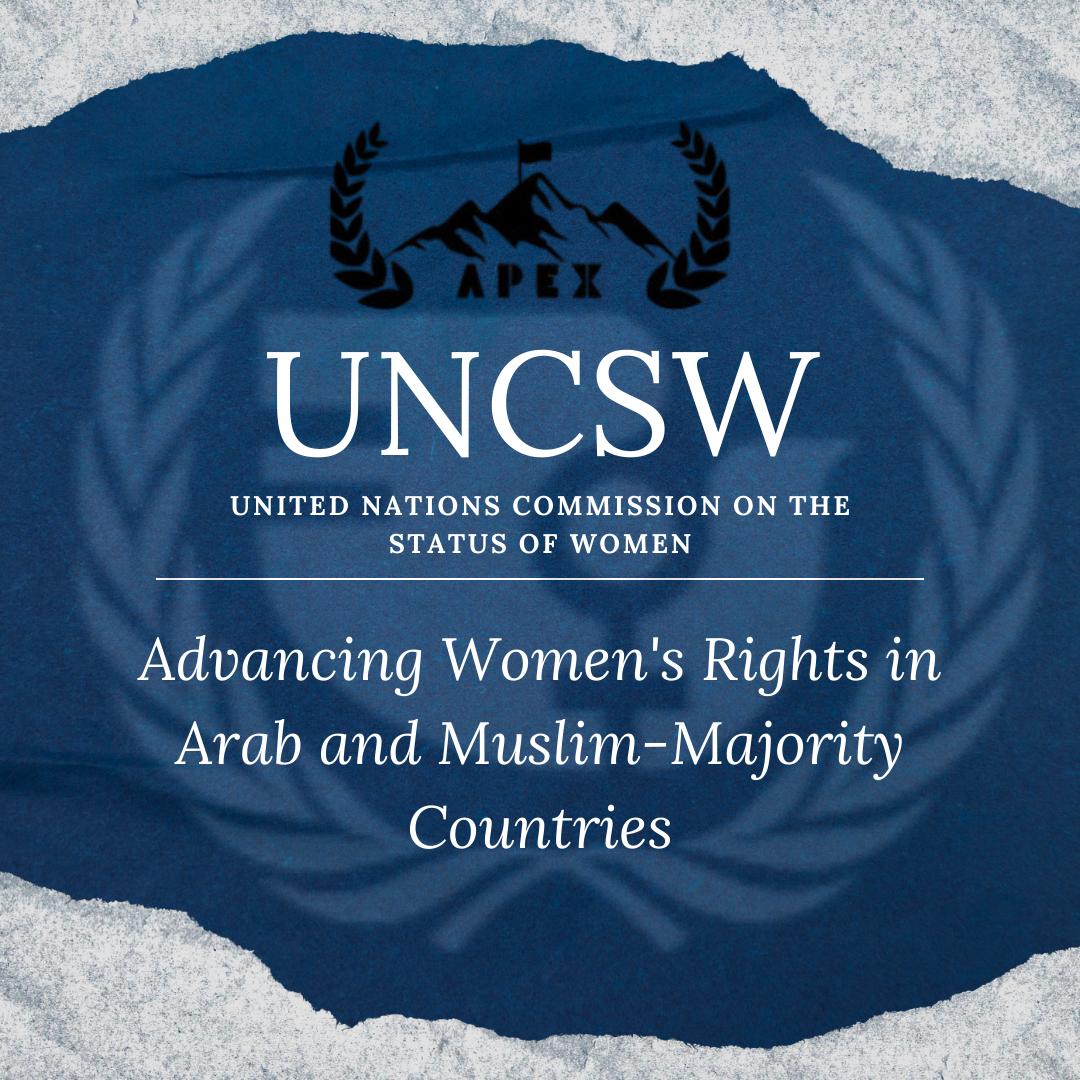 APEX
UNCSW
UNITED NATIONS COMMISSION ON THE
STATUS OF WOMEN
Advancing Women's Rights in
Arab and Muslim-Majority
Countries